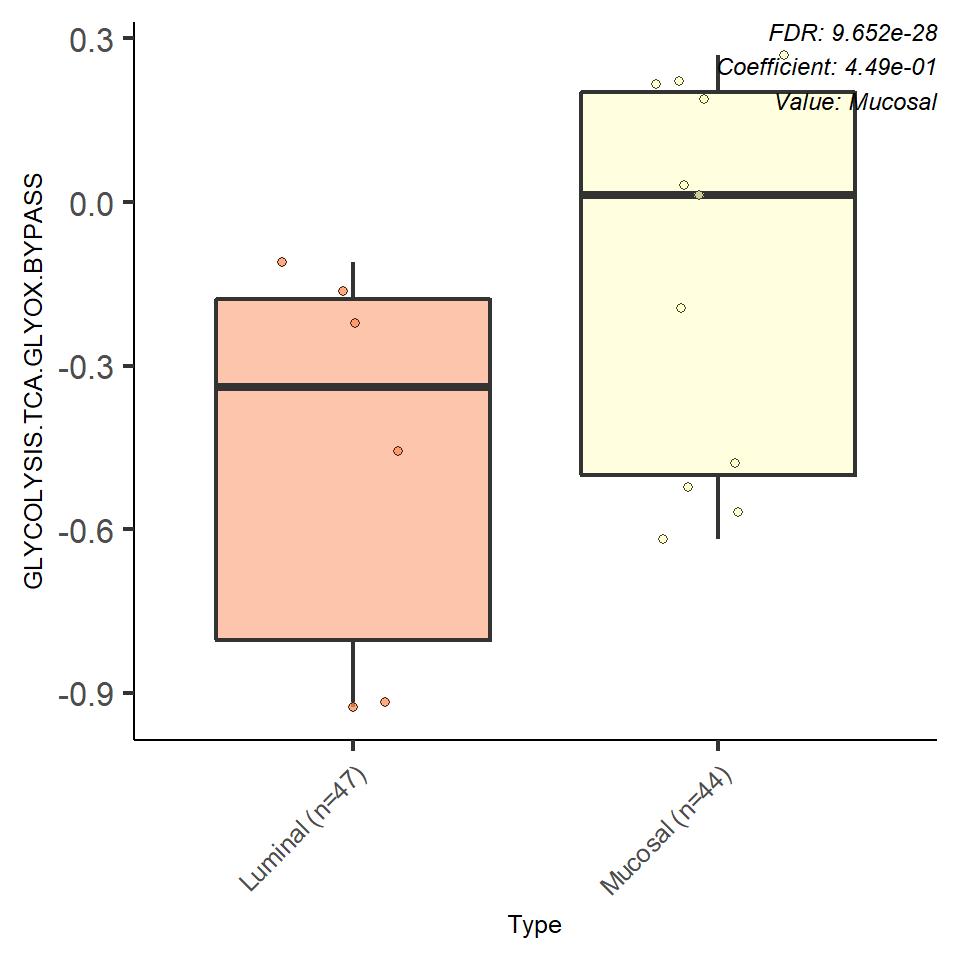 FDR: 9.652e-28
Coefficient: 4.49e-01
Value: Mucosal
GLYCOLYSIS.TCA.GLYOX.BYPASS
0.3
0.0
-0.3
-0.6
-0.9
Luminal (n=47)
Mucosal (n=44)
Type